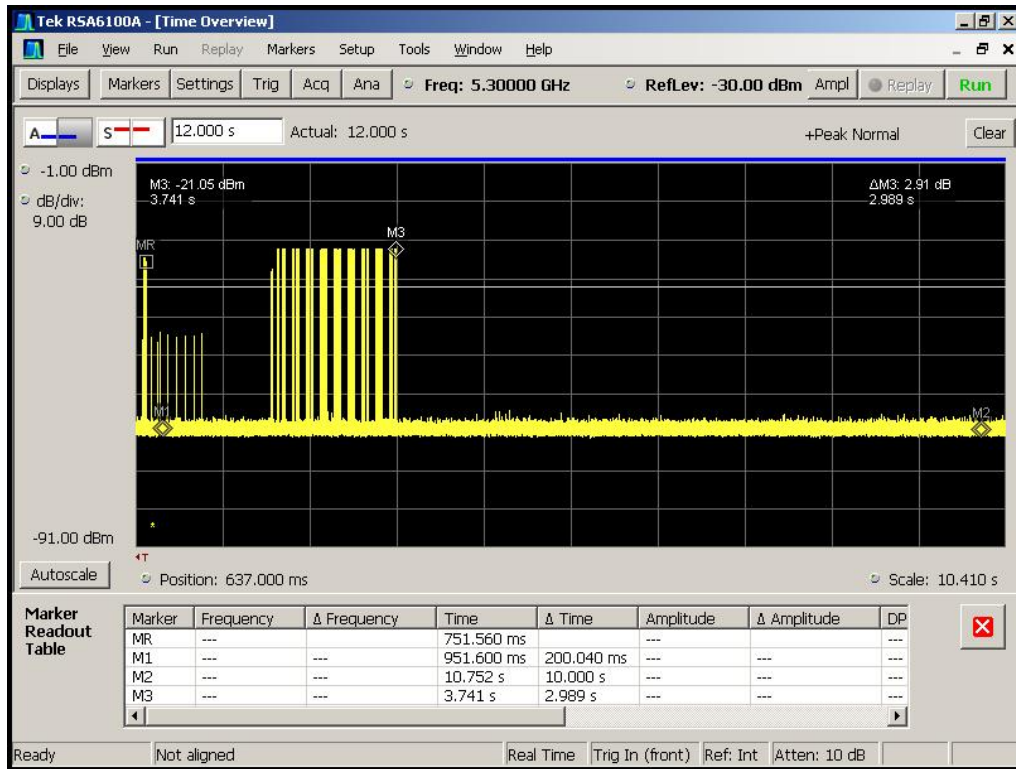 Tek RSA6100A - [Time Overview]
File View Run Replay Markers Setup Tools Window Help
Displays Markers Settings Trig Acq Ana Freq: 5.30000 GHz RefLev: -30.00 dBm Ampl Replay Run
A S 12.000 s Actual: 12.000 s +Peak Normal Clear
-1.00 dBm
dB/div:
9.00 dB
M3: -21.05 dBm
3.741 s
ΔM3: 2.91 dB
2.989 s
MR
M3
M1
M2
-91.00 dBm
T
Autoscale Position: 637.000 ms Scale: 10.410 s
Marker
Readout
Table
Marker Frequency Δ Frequency Time Δ Time Amplitude Δ Amplitude DP
MR --- 751.560 ms --- ---
M1 --- --- 951.600 ms 200.040 ms --- --- ---
M2 --- --- 10.752 s 10.000 s --- --- ---
M3 --- --- 3.741 s 2.989 s --- --- ---
Ready Not aligned Real Time Trig In (front) Ref: Int Atten: 10 dB